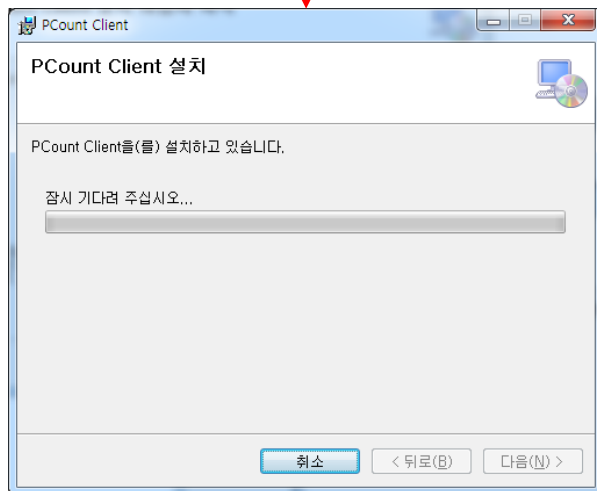 PCount Client
PCount Client 설치
PCount Client을(를) 설치하고 있습니다.
잠시 기다려 주십시오...
취소
< 뒤로(B)
다음(N) >